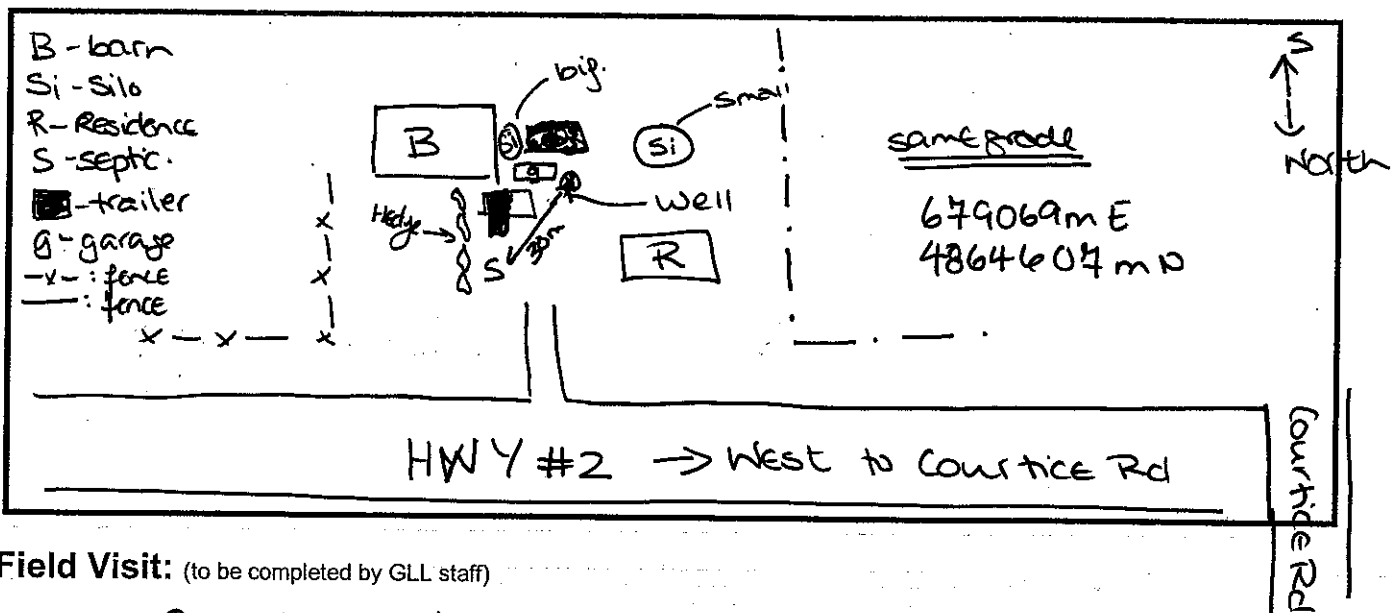 B - barn
Si - Silo
R - Residence
S - septic.
- trailer
g - garage
-x- : fence
— : fence
big.
small
B
Si
Si
g
well
Hedge
30m
S
R
same grade
679069m E
4864607m N
S
North
HWY #2 → West to Courtice Rd
Courtice Rd
Field Visit: (to be completed by GLL staff)